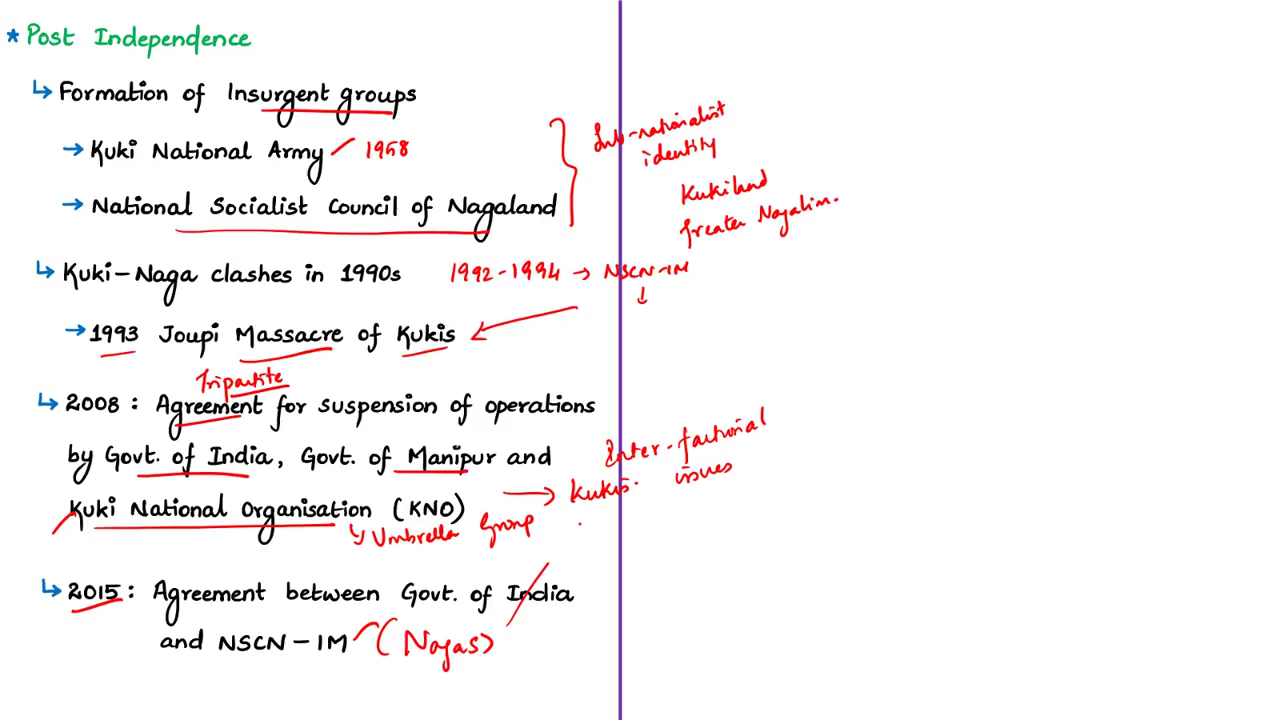 * Post Independence
↳ Formation of Insurgent groups
→ Kuki National Army 1958
→ National Socialist Council of Nagaland
Sub-nationalist
identity
Kukiland
Greater Nagalim.
↳ Kuki-Naga clashes in 1990s 1992-1994 → NSCN-IM
→ 1993 Joupi Massacre of Kukis
Tripartite
↳ 2008: Agreement for suspension of operations
by Govt. of India, Govt. of Manipur and
Kuki National Organisation (KNO)
→ Kukis.
Inter-factional
issues
↳ Umbrella Group
↳ 2015: Agreement between Govt. of India
and NSCN-IM (Nagas)